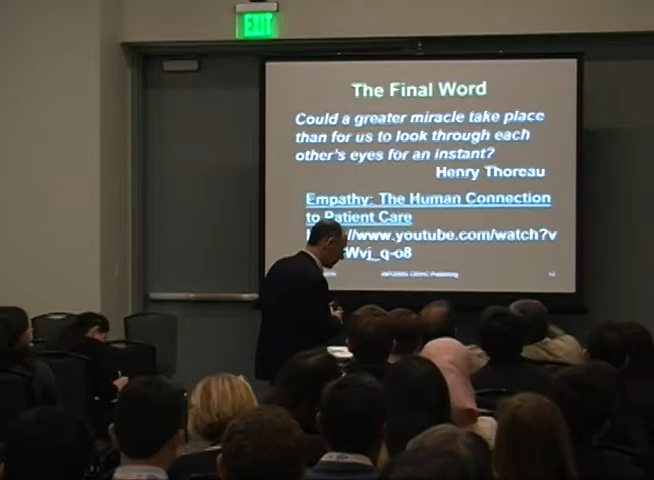 EXIT
The Final Word
Could a greater miracle take place
than for us to look through each
other's eyes for an instant?
Henry Thoreau
Empathy: The Human Connection
to Patient Care
//www.youtube.com/watch?v
Wvj_q-o8
Publishing